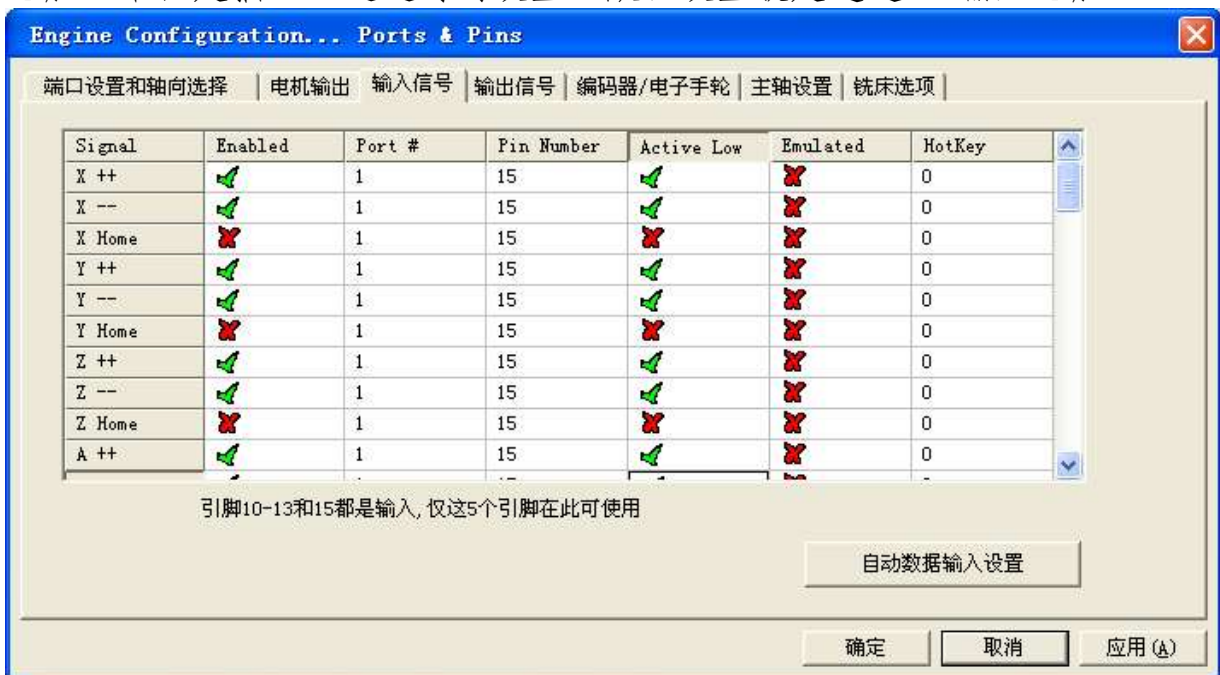 Engine Configuration... Ports & Pins
端口设置和轴向选择 电机输出 输入信号 输出信号 编码器/电子手轮 主轴设置 铣床选项
Signal Enabled Port # Pin Number Active Low Emulated HotKey
X ++ 1 15 0
X -- 1 15 0
X Home 1 15 0
Y ++ 1 15 0
Y -- 1 15 0
Y Home 1 15 0
Z ++ 1 15 0
Z -- 1 15 0
Z Home 1 15 0
A ++ 1 15 0
引脚10-13和15都是输入,仅这5个引脚在此可使用
自动数据输入设置
确定 取消 应用(A)